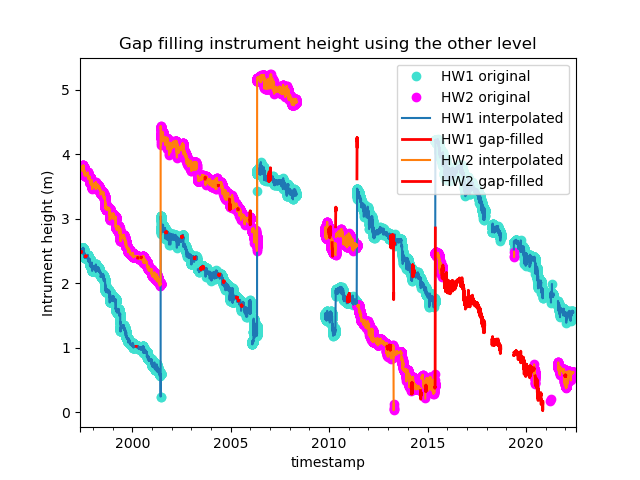 Gap filling instrument height using the other level
HW1 original
HW2 original
HW1 interpolated
HW1 gap-filled
HW2 interpolated
HW2 gap-filled
Intrument height (m)
5
4
3
2
1
0
2000
2005
2010
2015
2020
timestamp